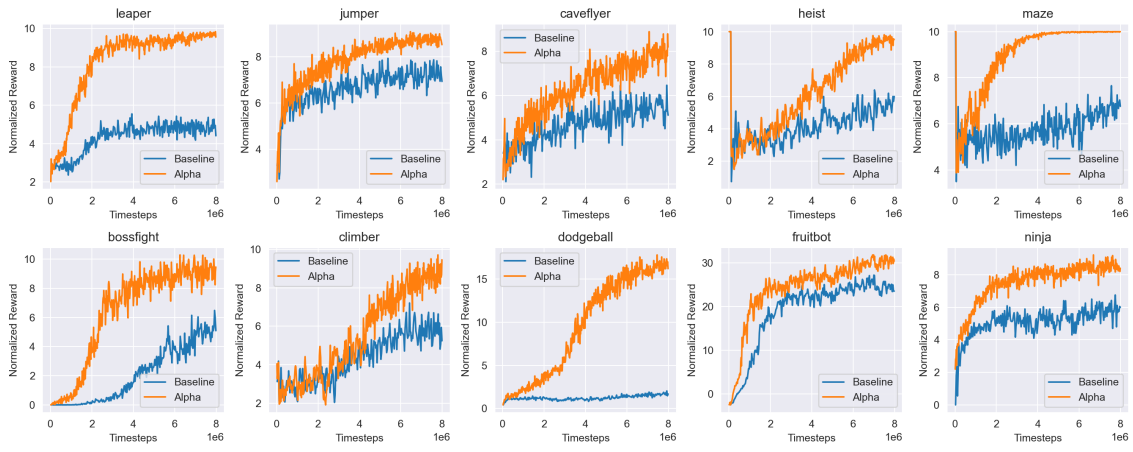 leaper
jumper
caveflyer
heist
maze
Normalized Reward
10
8
6
4
2
0 2 4 6 8
Timesteps
1e6
Baseline
Alpha
Normalized Reward
8
6
4
0 2 4 6 8
Timesteps
1e6
Baseline
Alpha
Normalized Reward
8
6
4
2
0 2 4 6 8
Timesteps
1e6
Baseline
Alpha
Normalized Reward
10
8
6
4
2
0 2 4 6 8
Timesteps
1e6
Baseline
Alpha
Normalized Reward
10
8
6
4
0 2 4 6 8
Timesteps
1e6
Baseline
Alpha
bossfight
climber
dodgeball
fruitbot
ninja
Normalized Reward
10
8
6
4
2
0
0 2 4 6 8
Timesteps
1e6
Baseline
Alpha
Normalized Reward
10
8
6
4
2
0 2 4 6 8
Timesteps
1e6
Baseline
Alpha
Normalized Reward
15
10
5
0
0 2 4 6 8
Timesteps
1e6
Baseline
Alpha
Normalized Reward
30
20
10
0
0 2 4 6 8
Timesteps
1e6
Baseline
Alpha
Normalized Reward
8
6
4
2
0
0 2 4 6 8
Timesteps
1e6
Baseline
Alpha